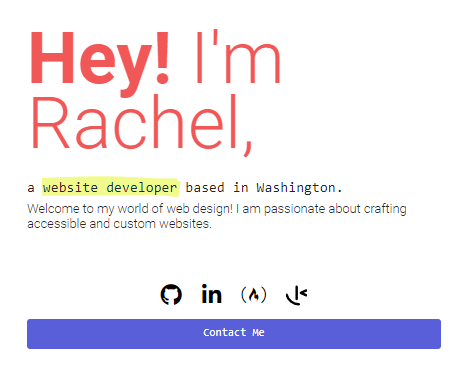 Hey! I'm
Rachel,
a website developer based in Washington.
Welcome to my world of web design! I am passionate about crafting
accessible and custom websites.
in
Contact Me